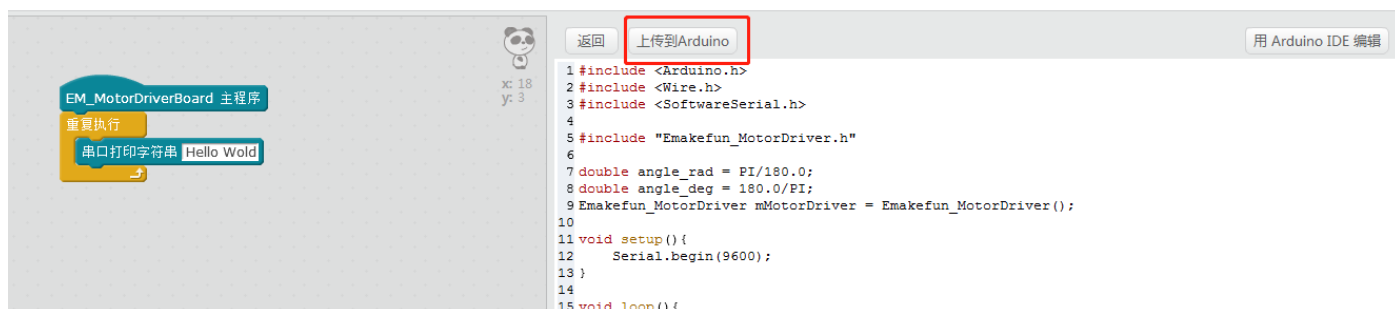 EM_MotorDriverBoard 主程序
重复执行
串口打印字符串 Hello Wold
x: 18
y: 3
返回 上传到Arduino 用 Arduino IDE 编辑
1 #include <Arduino.h>
2 #include <Wire.h>
3 #include <SoftwareSerial.h>
4
5 #include "Emakefun_MotorDriver.h"
6
7 double angle_rad = PI/180.0;
8 double angle_deg = 180.0/PI;
9 Emakefun_MotorDriver mMotorDriver = Emakefun_MotorDriver();
10
11 void setup(){
12 Serial.begin(9600);
13 }
14
15 void loop(){